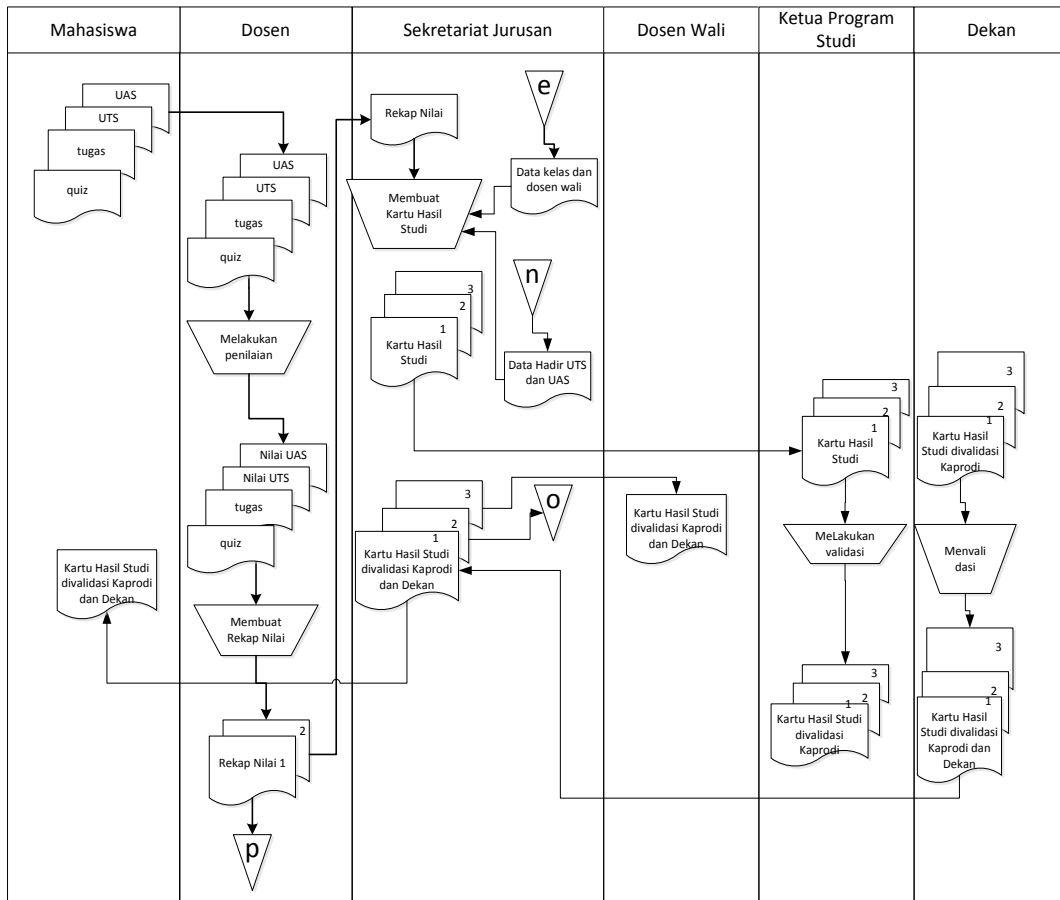 Mahasiswa
Dosen
Sekretariat Jurusan
Dosen Wali
Ketua Program
Studi
Dekan
UAS
UTS
tugas
quiz
UAS
UTS
tugas
quiz
Melakukan
penilaian
Nilai UAS
Nilai UTS
tugas
quiz
Membuat
Rekap Nilai
2
Rekap Nilai 1
p
Kartu Hasil Studi
divalidasi Kaprodi
dan Dekan
Rekap Nilai
e
Data kelas dan
dosen wali
Membuat
Kartu Hasil
Studi
n
Data Hadir UTS
dan UAS
3
2
1
Kartu Hasil
Studi
3
2
1
Kartu Hasil Studi
divalidasi Kaprodi
dan Dekan
o
Kartu Hasil Studi
divalidasi Kaprodi
dan Dekan
3
2
1
Kartu Hasil
Studi
MeLakukan
validasi
3
2
1
Kartu Hasil Studi
divalidasi
Kaprodi
3
2
1
Kartu Hasil
Studi divalidasi
Kaprodi
Menvali
dasi
3
2
1
Kartu Hasil
Studi divalidasi
Kaprodi dan
Dekan